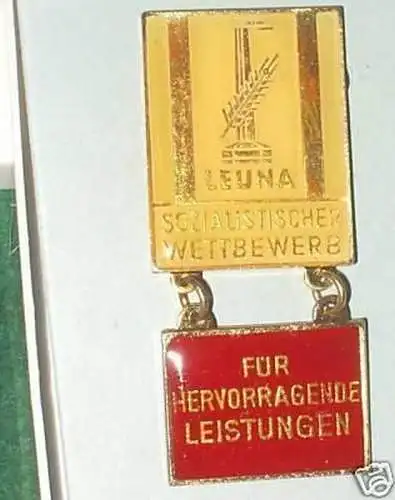 LEUNA
SOZIALISTISCHER
WETTBEWERB
FÜR
HERVORRAGENDE
LEISTUNGEN